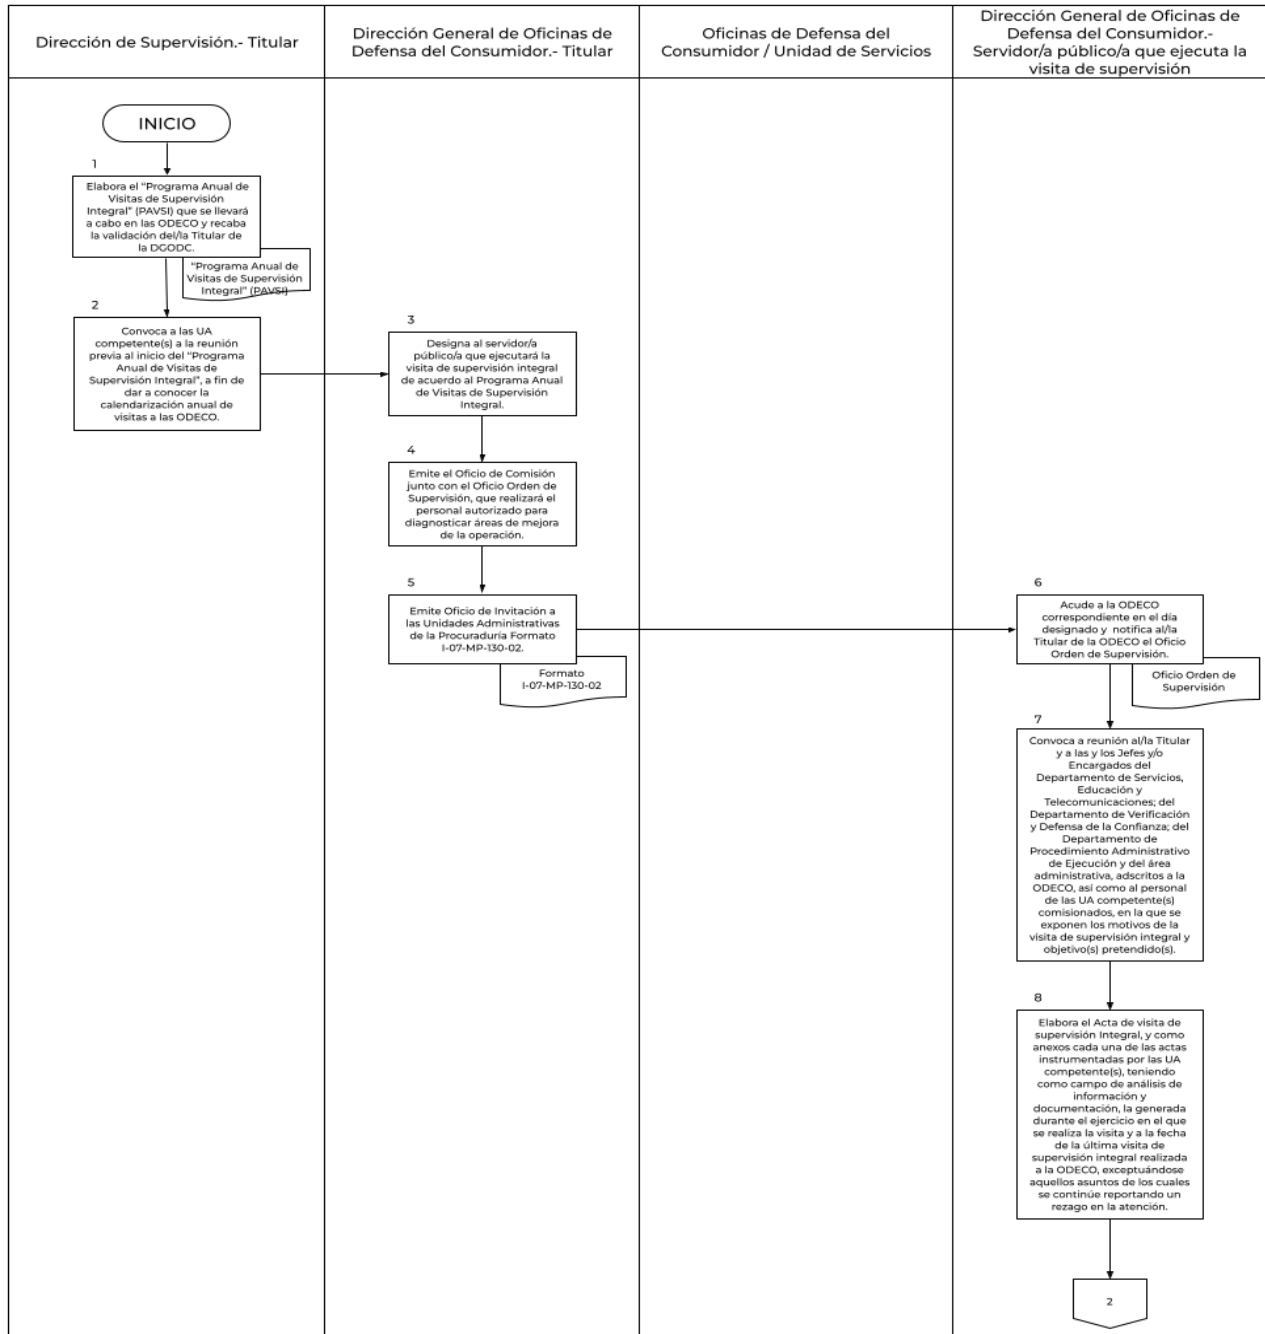 Dirección de Supervisión.- Titular
Dirección General de Oficinas de
Defensa del Consumidor.- Titular
Oficinas de Defensa del
Consumidor / Unidad de Servicios
Dirección General de Oficinas de
Defensa del Consumidor.-
Servidor/a público/a que ejecuta la
visita de supervisión
INICIO
1
Elabora el "Programa Anual de
Visitas de Supervisión
Integral" (PAVSI) que se llevará
a cabo en las ODECO y recaba
la validación del/la Titular de
la DGODC.
"Programa Anual de
Visitas de Supervisión
Integral" (PAVSI)
2
Convoca a las UA
competente(s) a la reunión
previa al inicio del "Programa
Anual de Visitas de
Supervisión Integral", a fin de
dar a conocer la
calendarización anual de
visitas a las ODECO.
3
Designa al servidor/a
público/a que ejecutará la
visita de supervisión integral
de acuerdo al Programa Anual
de Visitas de Supervisión
Integral.
4
Emite el Oficio de Comisión
junto con el Oficio Orden de
Supervisión, que realizará el
personal autorizado para
diagnosticar áreas de mejora
de la operación.
5
Emite Oficio de Invitación a
las Unidades Administrativas
de la Procuraduría Formato
I-07-MP-130-02.
Formato
I-07-MP-130-02
6
Acude a la ODECO
correspondiente en el día
designado y notifica al/la
Titular de la ODECO el Oficio
Orden de Supervisión.
Oficio Orden de
Supervisión
7
Convoca a reunión al/la Titular
y a las y los Jefes y/o
Encargados del
Departamento de Servicios,
Educación y
Telecomunicaciones; del
Departamento de Verificación
y Defensa de la Confianza; del
Departamento de
Procedimiento Administrativo
de Ejecución y del área
administrativa, adscritos a la
ODECO, así como al personal
de las UA competente(s)
comisionados, en la que se
exponen los motivos de la
visita de supervisión integral y
objetivo(s) pretendido(s).
8
Elabora el Acta de visita de
supervisión Integral, y como
anexos cada una de las actas
instrumentadas por las UA
competente(s), teniendo
como campo de análisis de
información y
documentación, la generada
durante el ejercicio en el que
se realiza la visita y a la fecha
de la última visita de
supervisión integral realizada
a la ODECO, exceptuándose
aquellos asuntos de los cuales
se continúe reportando un
rezago en la atención.
2